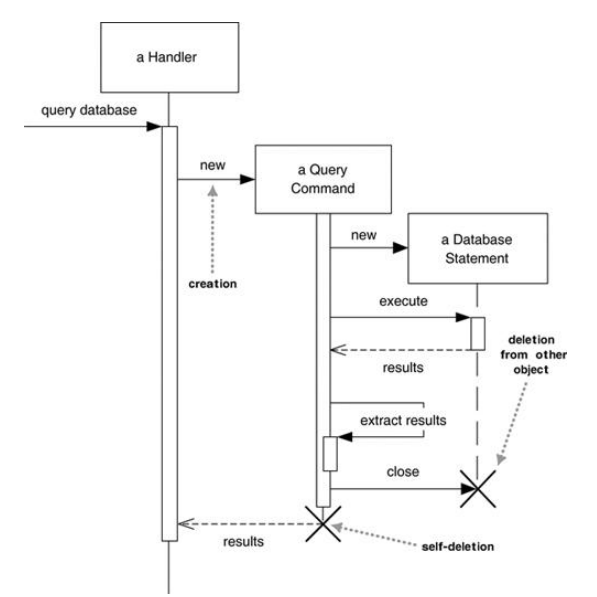 a Handler
query database
new
a Query
Command
creation
new
a Database
Statement
execute
deletion
from other
object
results
extract results
close
results
self-deletion